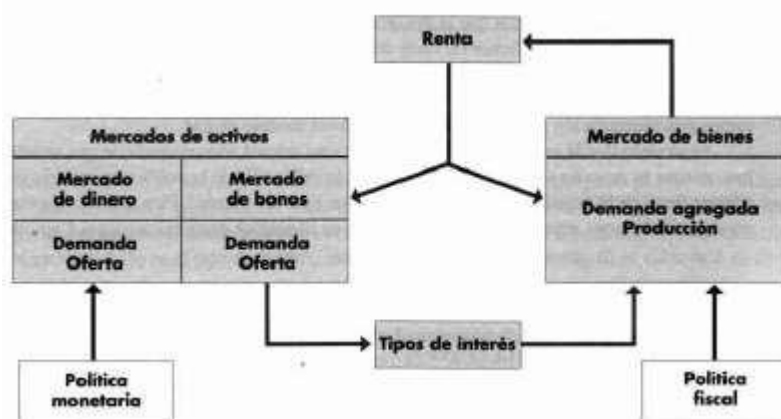 Renta
Mercados de activos
Mercado de dinero
Mercado de bonos
Demanda
Oferta
Demanda
Oferta
Mercado de bienes
Demanda agregada
Producción
Tipos de interés
Política
monetaria
Política
fiscal